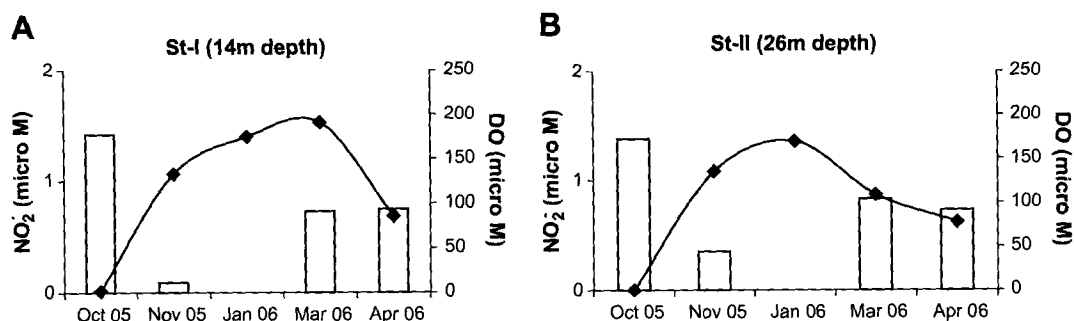 A
St-I (14m depth)
2
1
0
NO₂⁻ (micro M)
250
200
150
100
50
0
DO (micro M)
Oct 05 Nov 05 Jan 06 Mar 06 Apr 06
B
St-II (26m depth)
2
1
0
NO₂⁻ (micro M)
250
200
150
100
50
0
DO (micro M)
Oct 05 Nov 05 Jan 06 Mar 06 Apr 06